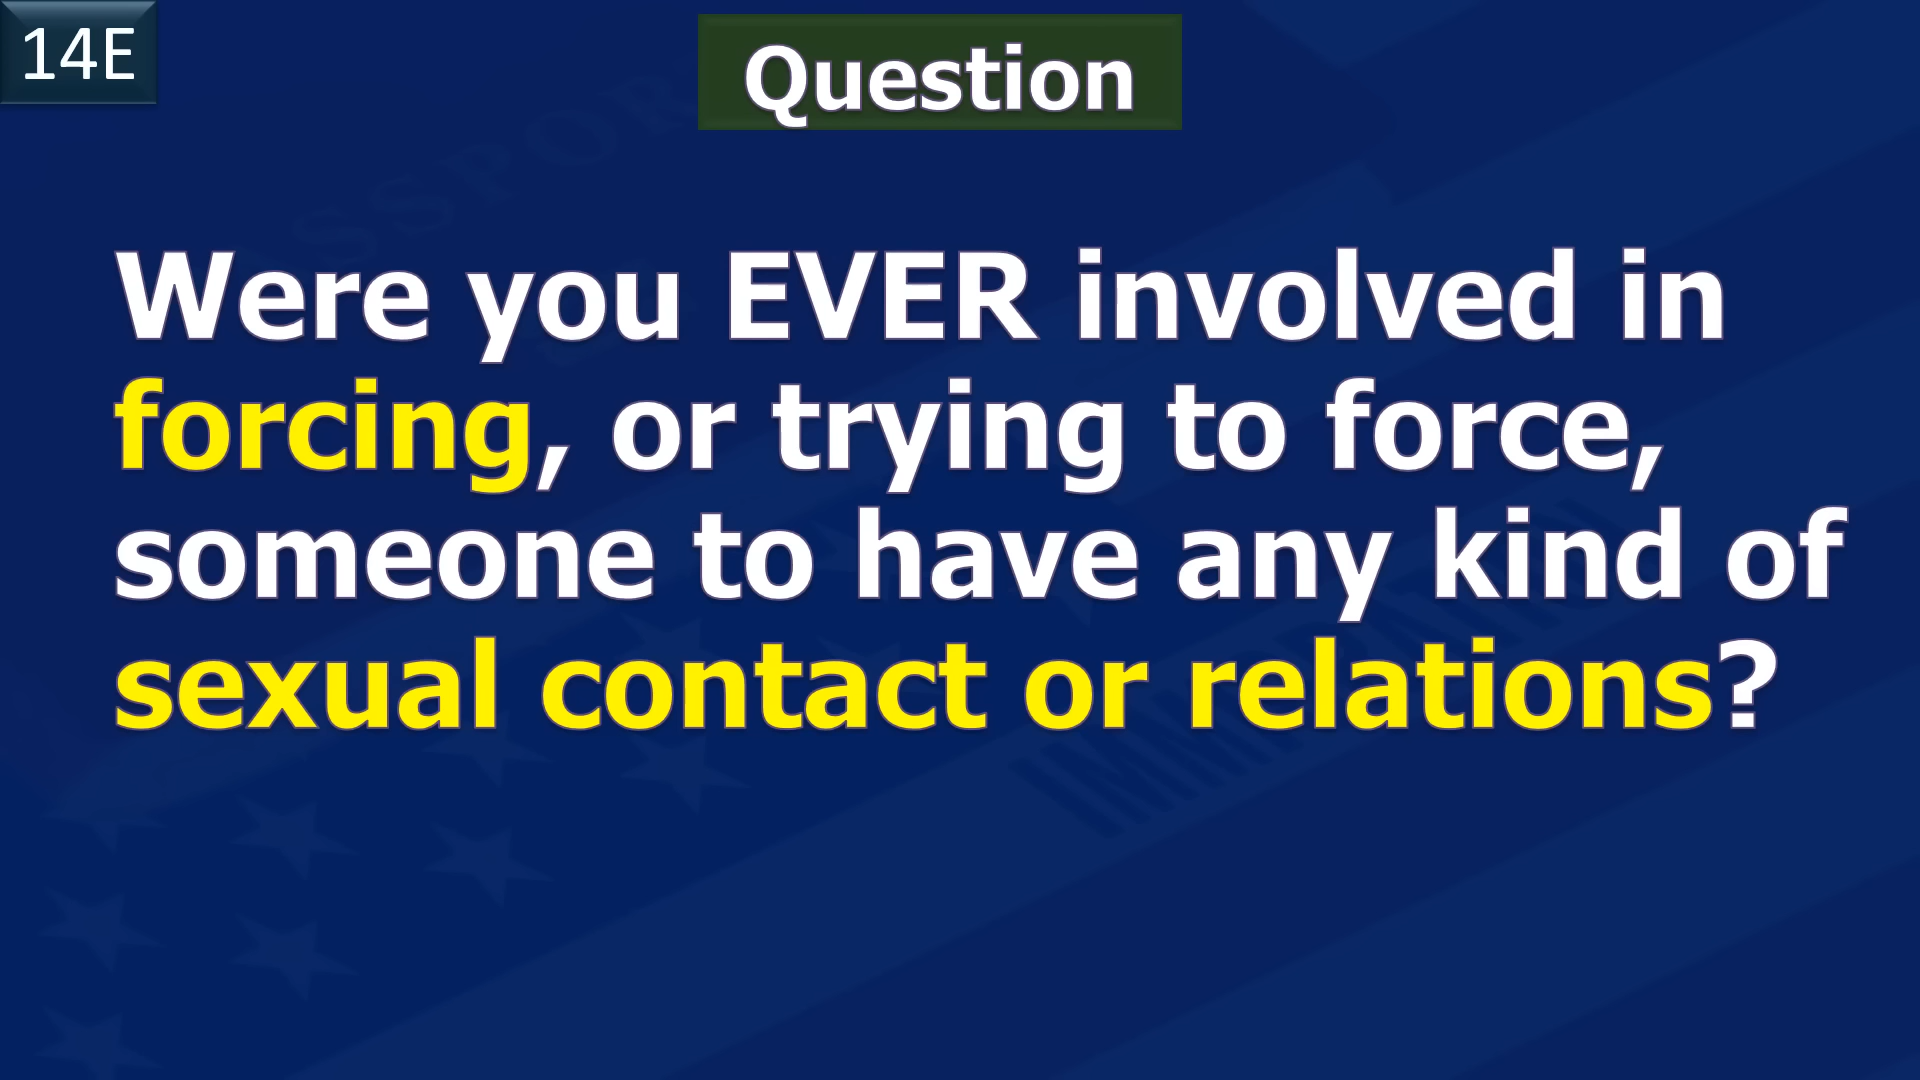 14E
Question
Were you EVER involved in
forcing, or trying to force,
someone to have any kind of
sexual contact or relations?
IMMIGRATION